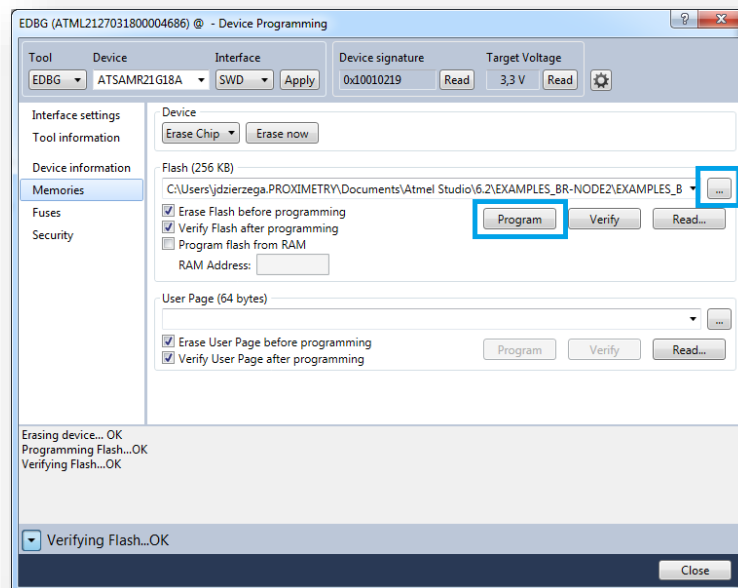 EDBG (ATML2127031800004686) @ - Device Programming
?
Tool Device Interface Device signature Target Voltage
EDBG ATSAMR21G18A SWD Apply 0x10010219 Read 3,3 V Read
Interface settings
Tool information
Device information
Memories
Fuses
Security
Device
Erase Chip Erase now
Flash (256 KB)
C:\Users\jdzierzega.PROXIMETRY\Documents\Atmel Studio\6.2\EXAMPLES_BR-NODE2\EXAMPLES_B ...
Erase Flash before programming
Verify Flash after programming
Program flash from RAM
RAM Address:
Program Verify Read...
User Page (64 bytes)
...
Erase User Page before programming
Verify User Page after programming
Program Verify Read...
Erasing device... OK
Programming Flash...OK
Verifying Flash...OK
Verifying Flash...OK
Close